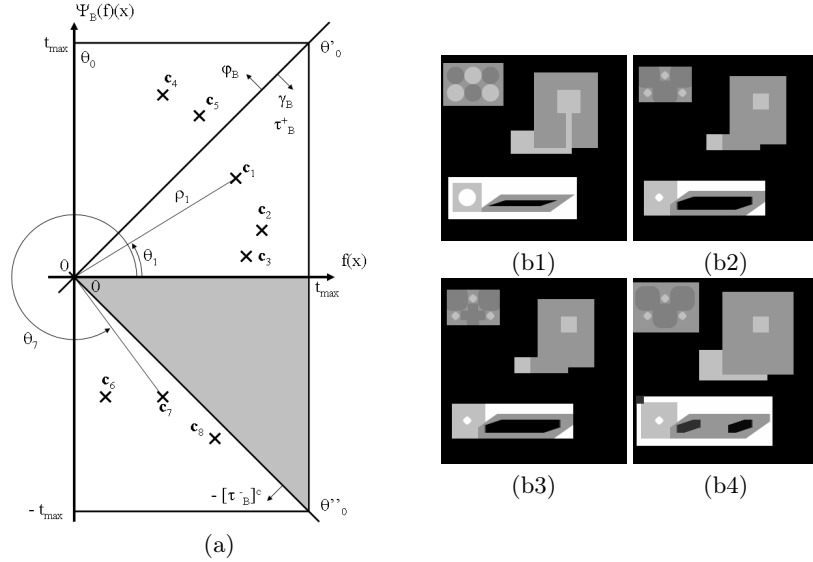 Ψ_B(f)(x)
t_max
θ_0
θ'_0
φ_B
γ_B
τ^+_B
c_4
c_5
c_1
ρ_1
c_2
c_3
θ_1
0
0
f(x)
t_max
θ_7
c_6
c_7
c_8
- [τ^-_B]^c
- t_max
θ''_0
(a)
(b1)
(b2)
(b3)
(b4)